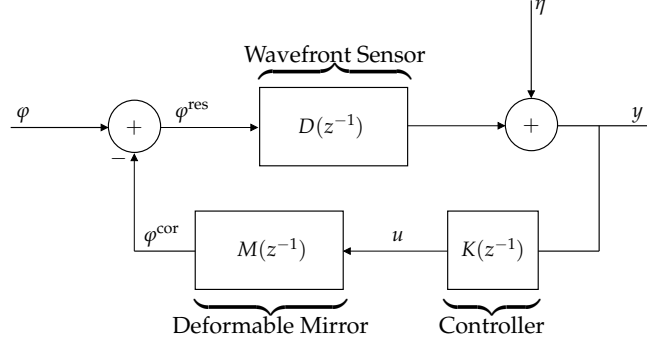 η
Wavefront Sensor
φ
+
φ^res
D(z⁻¹)
+
y
−
φ^cor
M(z⁻¹)
u
K(z⁻¹)
Deformable Mirror
Controller